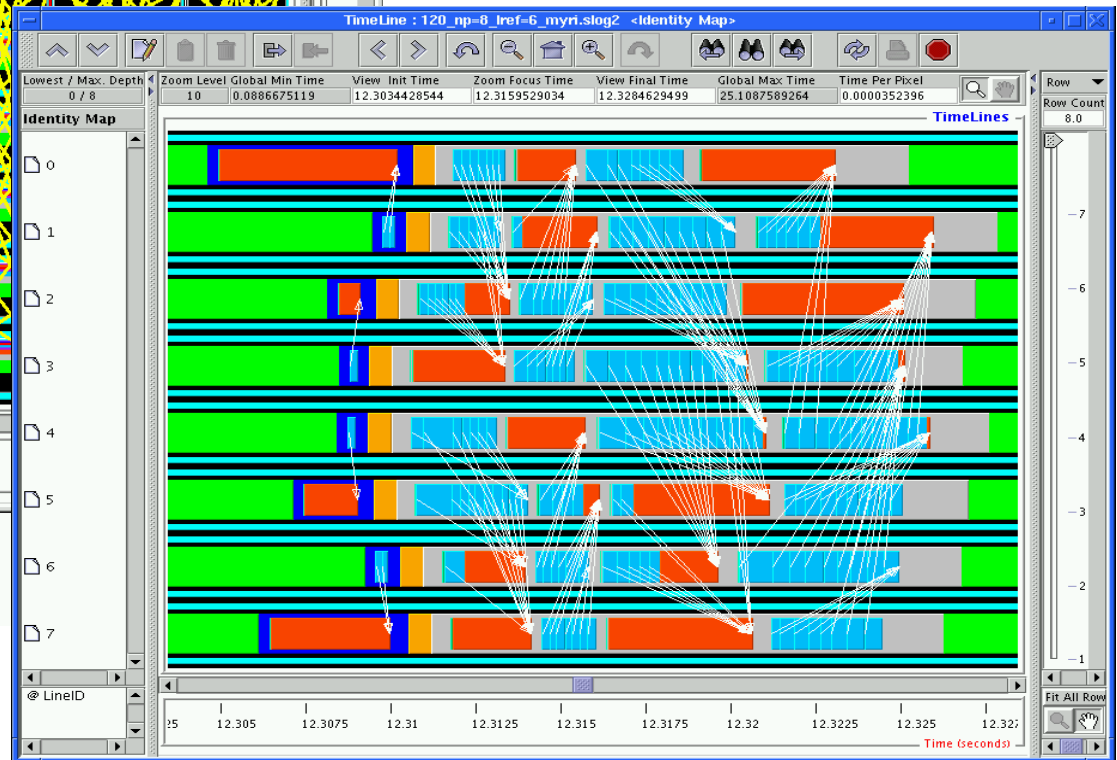 TimeLine : 120_np=8_lref=6_myri.slog2 <Identity Map>
Lowest / Max. Depth
0 / 8
Zoom Level
10
Global Min Time
0.0886675119
View Init Time
12.3034428544
Zoom Focus Time
12.3159529034
View Final Time
12.3284629499
Global Max Time
25.1087589264
Time Per Pixel
0.0000352396
Row
Row Count
8.0
Identity Map
TimeLines
0
1
2
3
4
5
6
7
7
6
5
4
3
2
1
@ LineID
Fit All Row
12.305
12.3075
12.31
12.3125
12.315
12.3175
12.32
12.3225
12.325
Time (seconds)